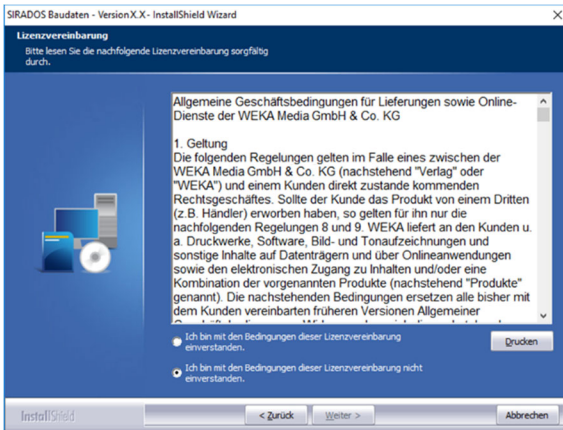 SIRADOS Baudaten - Version X.X - InstallShield Wizard
Lizenzvereinbarung
Bitte lesen Sie die nachfolgende Lizenzvereinbarung sorgfältig
durch.
Allgemeine Geschäftsbedingungen für Lieferungen sowie Online-
Dienste der WEKA Media GmbH & Co. KG
1. Geltung
Die folgenden Regelungen gelten im Falle eines zwischen der
WEKA Media GmbH & Co. KG (nachstehend "Verlag" oder
"WEKA") und einem Kunden direkt zustande kommenden
Rechtsgeschäftes. Sollte der Kunde das Produkt von einem Dritten
(z.B. Händler) erworben haben, so gelten für ihn nur die
nachfolgenden Regelungen 8 und 9. WEKA liefert an den Kunden u.
a. Druckwerke, Software, Bild- und Tonaufzeichnungen und
sonstige Inhalte auf Datenträgern und über Onlineanwendungen
sowie den elektronischen Zugang zu Inhalten und/oder eine
Kombination der vorgenannten Produkte (nachstehend "Produkte"
genannt). Die nachstehenden Bedingungen ersetzen alle bisher mit
dem Kunden vereinbarten früheren Versionen Allgemeiner
Ich bin mit den Bedingungen dieser Lizenzvereinbarung
einverstanden.
Drucken
Ich bin mit den Bedingungen dieser Lizenzvereinbarung nicht
einverstanden.
InstallShield
< Zurück
Weiter >
Abbrechen